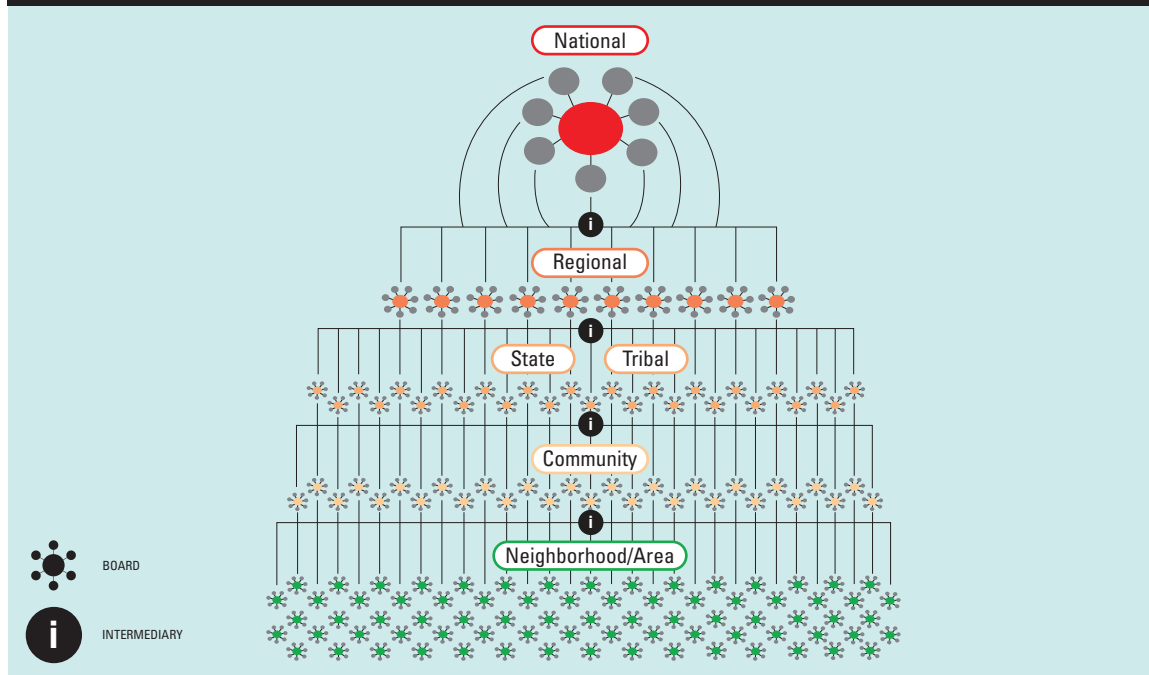 National
i
Regional
i
State Tribal
i
Community
i
Neighborhood/Area
BOARD
i INTERMEDIARY